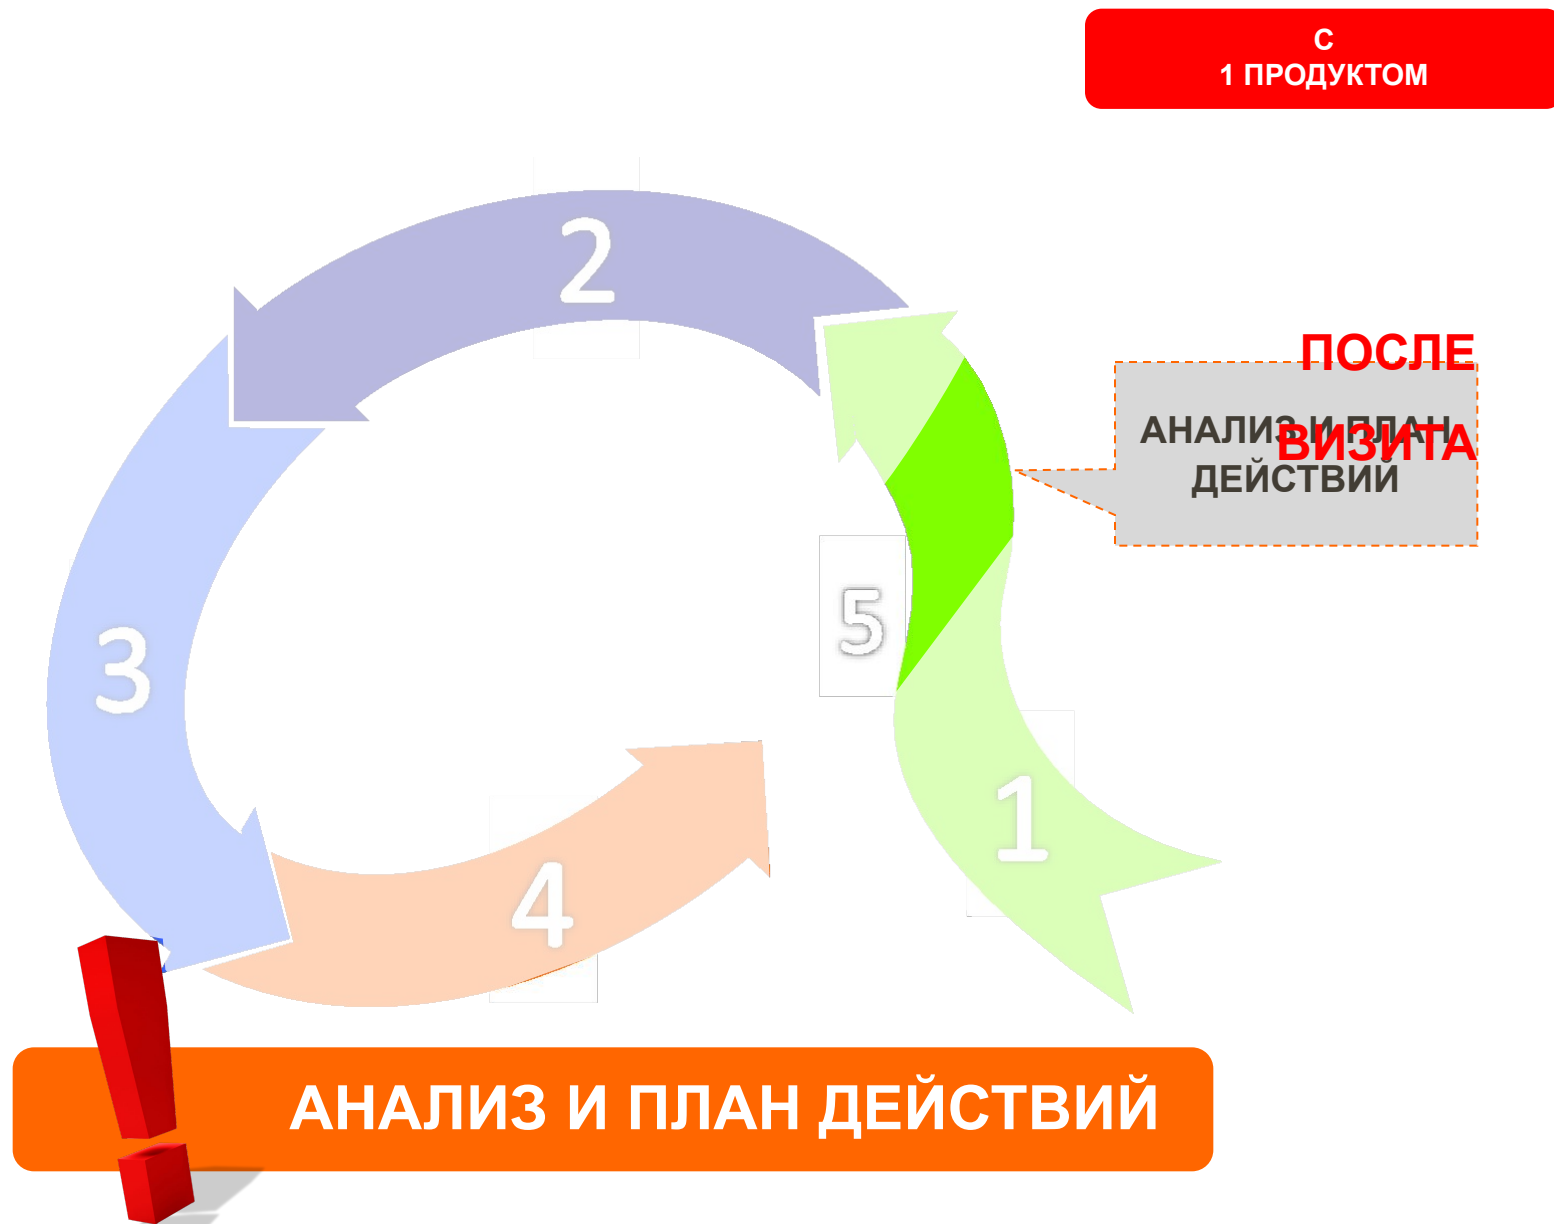 С
1 ПРОДУКТОМ
2
ПОСЛЕ
ВИЗИТА
АНАЛИЗ И ПЛАН
ДЕЙСТВИЙ
5
3
1
4
АНАЛИЗ И ПЛАН ДЕЙСТВИЙ